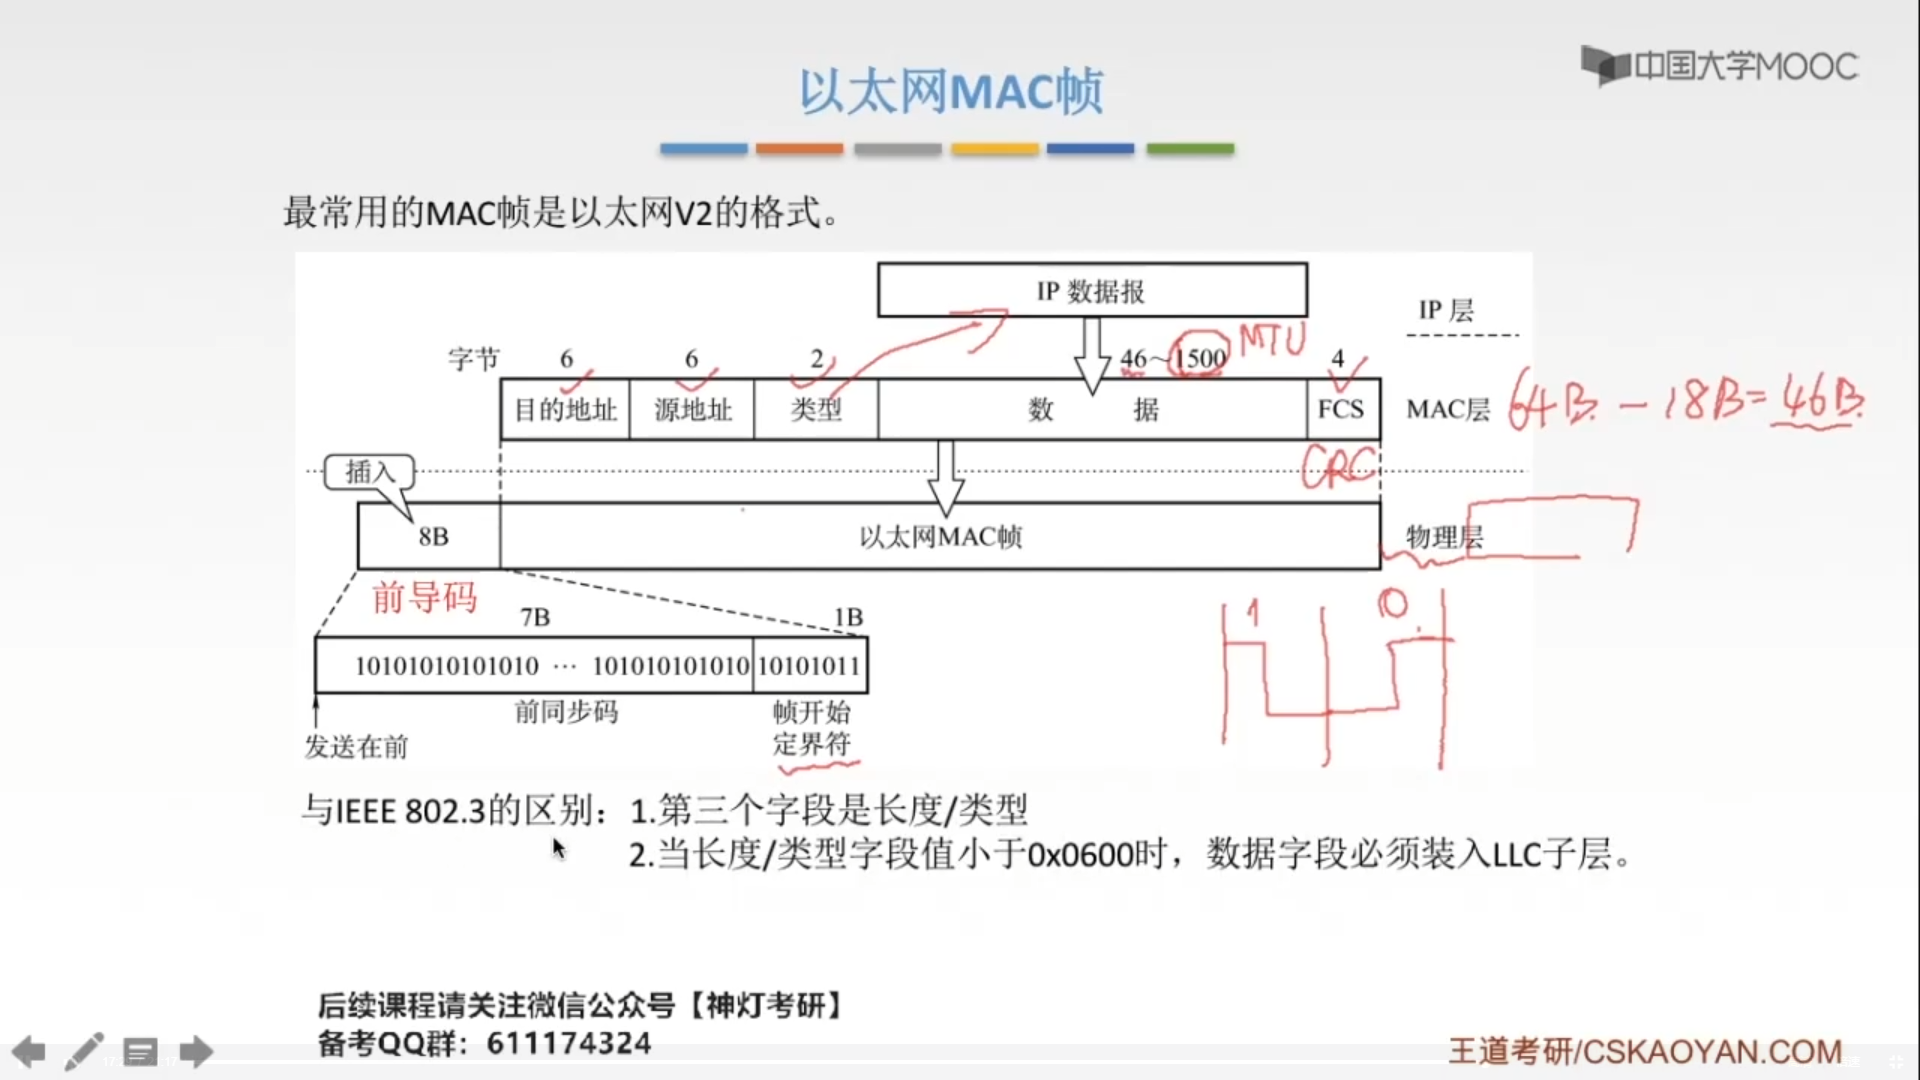 中国大学MOOC
以太网MAC帧
最常用的MAC帧是以太网V2的格式。
IP 数据报
IP 层
MTU
字节 6 6 2 46～1500 4
目的地址 源地址 类型 数 据 FCS MAC层 64B - 18B = 46B
CRC
插入
8B 以太网MAC帧 物理层
前导码
7B 1B
1 0
10101010101010 … 101010101010 10101011
前同步码 帧开始
定界符
发送在前
与IEEE 802.3的区别：1.第三个字段是长度/类型
2.当长度/类型字段值小于0x0600时，数据字段必须装入LLC子层。
后续课程请关注微信公众号【神灯考研】
备考QQ群：611174324
王道考研/CSKAOYAN.COM